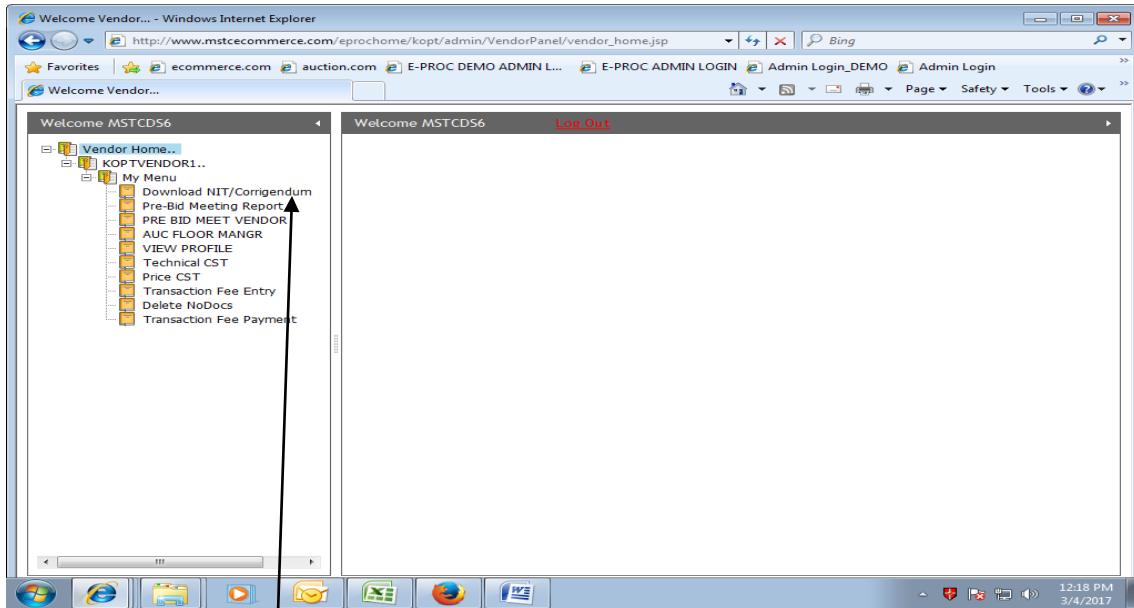 Welcome Vendor... - Windows Internet Explorer
http://www.mstcecommerce.com/eprochome/kopt/admin/VendorPanel/vendor_home.jsp
Bing
Favorites ecommerce.com auction.com E-PROC DEMO ADMIN L... E-PROC ADMIN LOGIN Admin Login_DEMO Admin Login
Welcome Vendor... Page Safety Tools
Welcome MSTCDS6
Vendor Home..
KOPTVENDOR1..
My Menu
Download NIT/Corrigendum
Pre-Bid Meeting Report
PRE BID MEET VENDOR
AUC FLOOR MANGR
VIEW PROFILE
Technical CST
Price CST
Transaction Fee Entry
Delete NoDocs
Transaction Fee Payment
Welcome MSTCDS6 Log Out
12:18 PM
3/4/2017